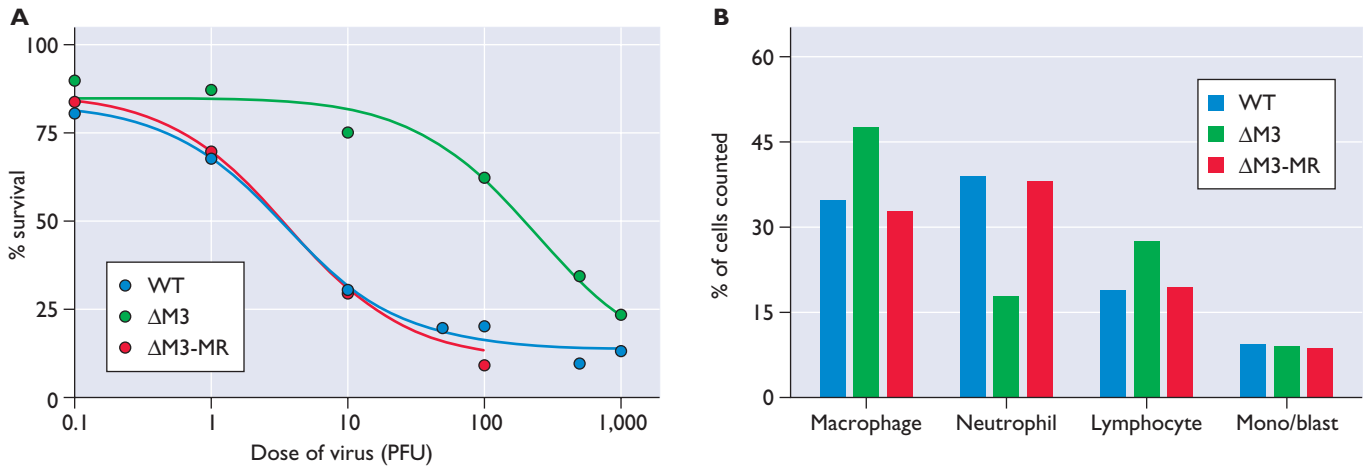 A
% survival
100
75
50
25
0
WT
ΔM3
ΔM3-MR
0.1 1 10 100 1,000
Dose of virus (PFU)
B
% of cells counted
60
45
30
15
0
WT
ΔM3
ΔM3-MR
Macrophage Neutrophil Lymphocyte Mono/blast